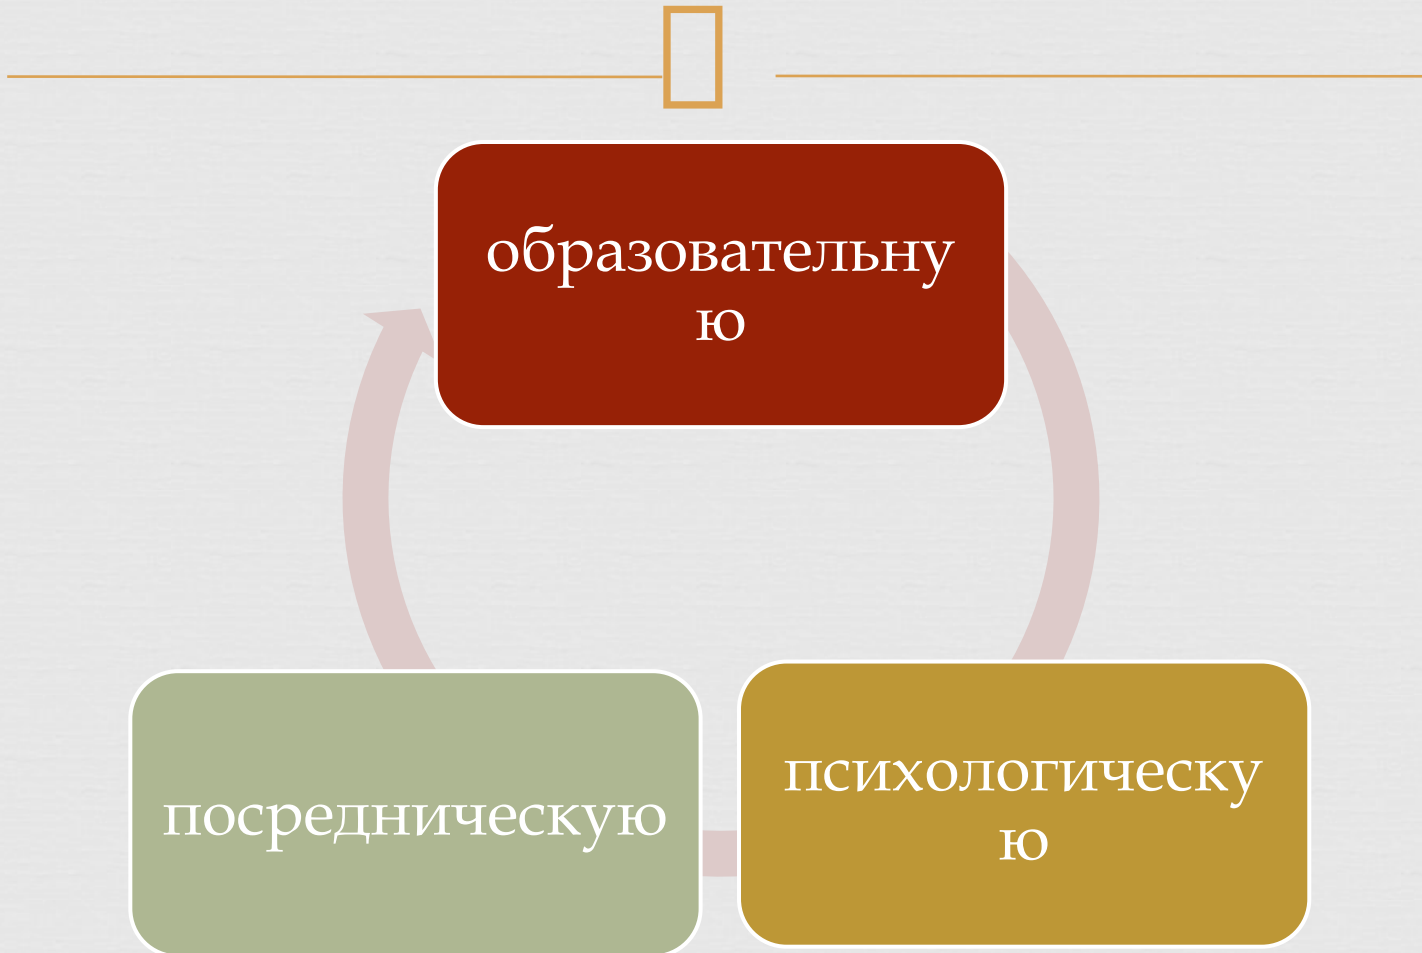 образовательну
ю
посредническую
психологическу
ю